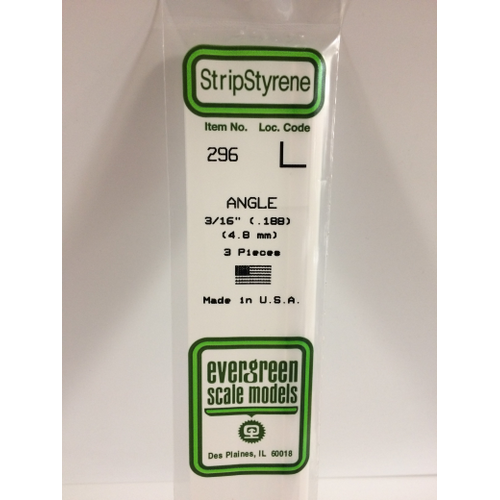 StripStyrene
Item No. Loc. Code
296
ANGLE
3/16" (.188)
(4.8 mm)
3 Pieces
Made in U.S.A.
evergreen
scale models
Des Plaines, IL 60018